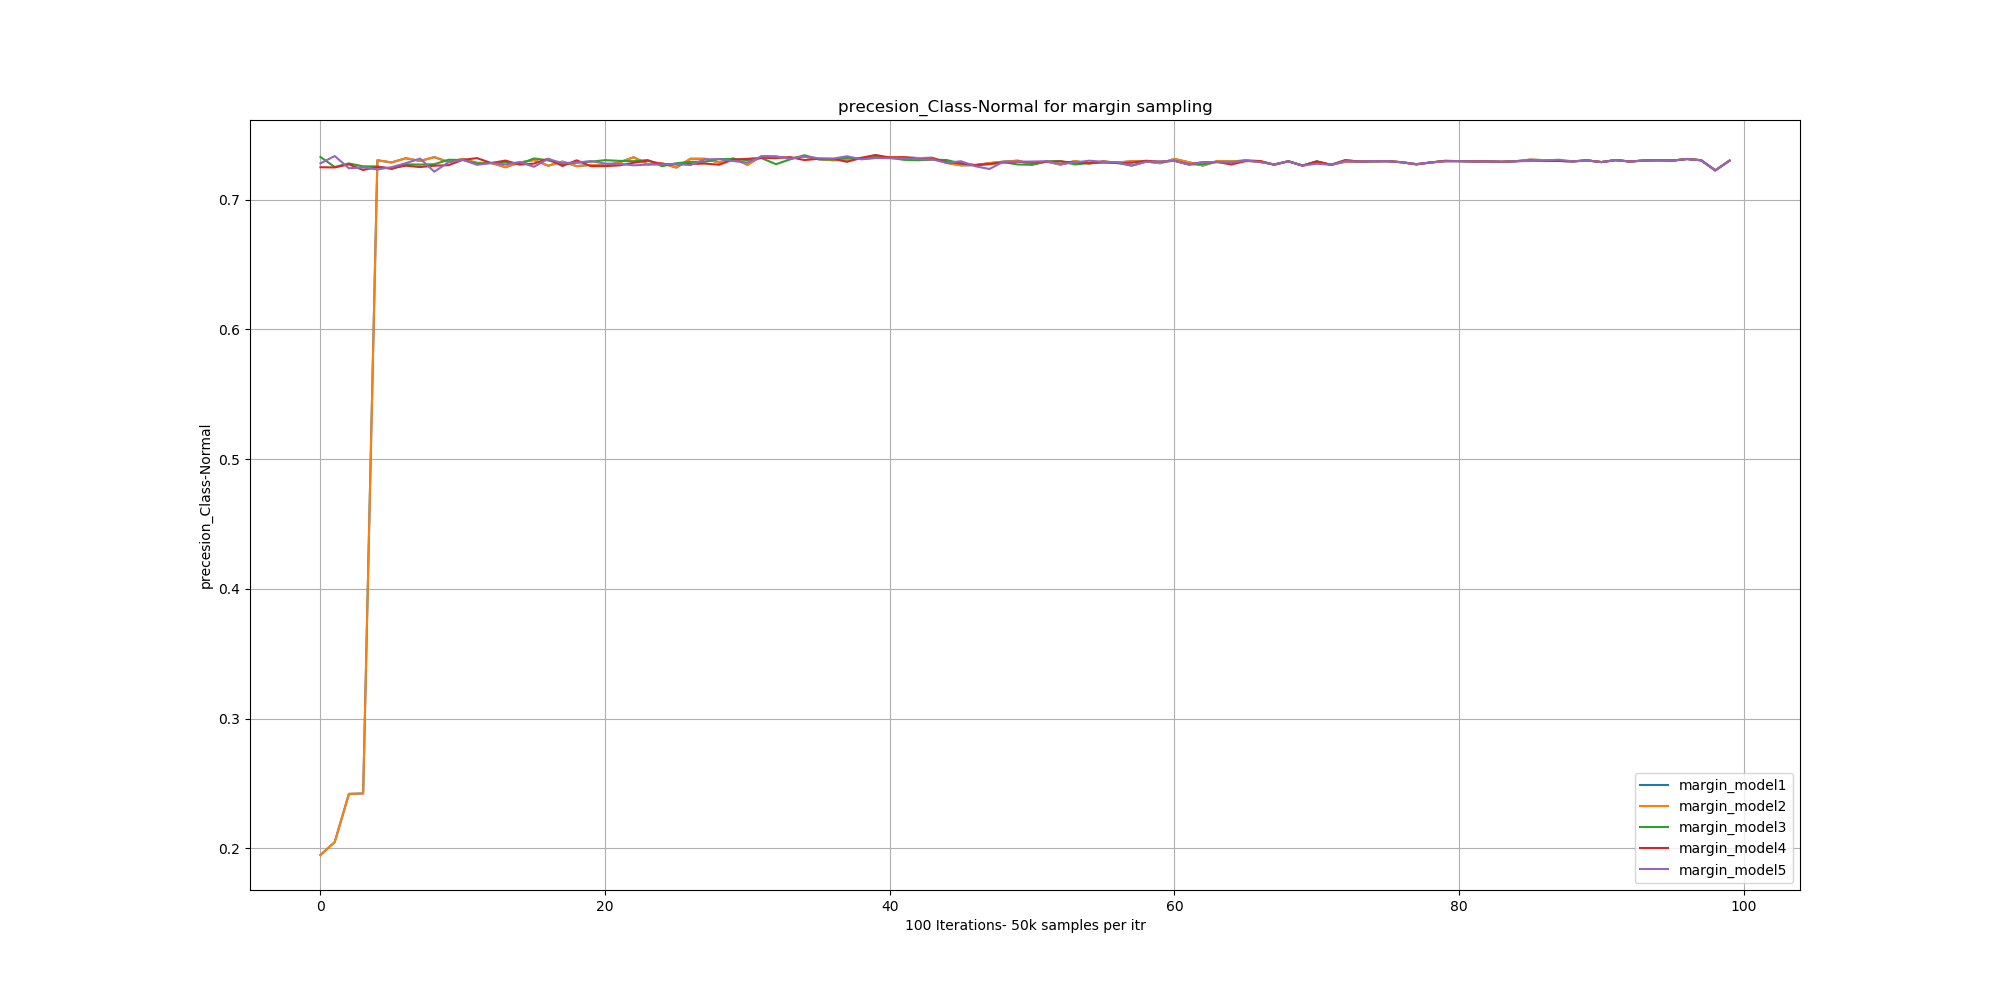 precesion_Class-Normal for margin sampling
precesion_Class-Normal
0.7
0.6
0.5
0.4
0.3
0.2
0
20
40
60
80
100
100 Iterations- 50k samples per itr
margin_model1
margin_model2
margin_model3
margin_model4
margin_model5